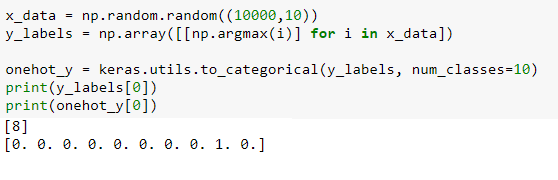 x_data = np.random.random((10000,10))
y_labels = np.array([[np.argmax(i)] for i in x_data])
onehot_y = keras.utils.to_categorical(y_labels, num_classes=10)
print(y_labels[0])
print(onehot_y[0])
[8]
[0. 0. 0. 0. 0. 0. 0. 0. 1. 0.]